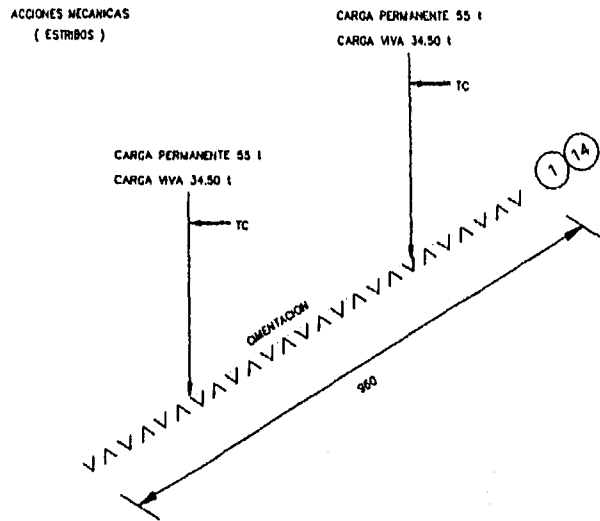 ACCIONES MECANICAS
( ESTRIBOS )
CARGA PERMANENTE 55 t
CARGA VIVA 34.50 t
TC
1 14
CARGA PERMANENTE 55 t
CARGA VIVA 34.50 t
TC
CIMENTACION
960